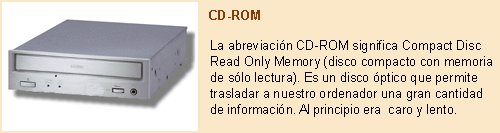 CD-ROM
La abreviación CD-ROM significa Compact Disc
Read Only Memory (disco compacto con memoria
de sólo lectura). Es un disco óptico que permite
trasladar a nuestro ordenador una gran cantidad
de información. Al principio era caro y lento.